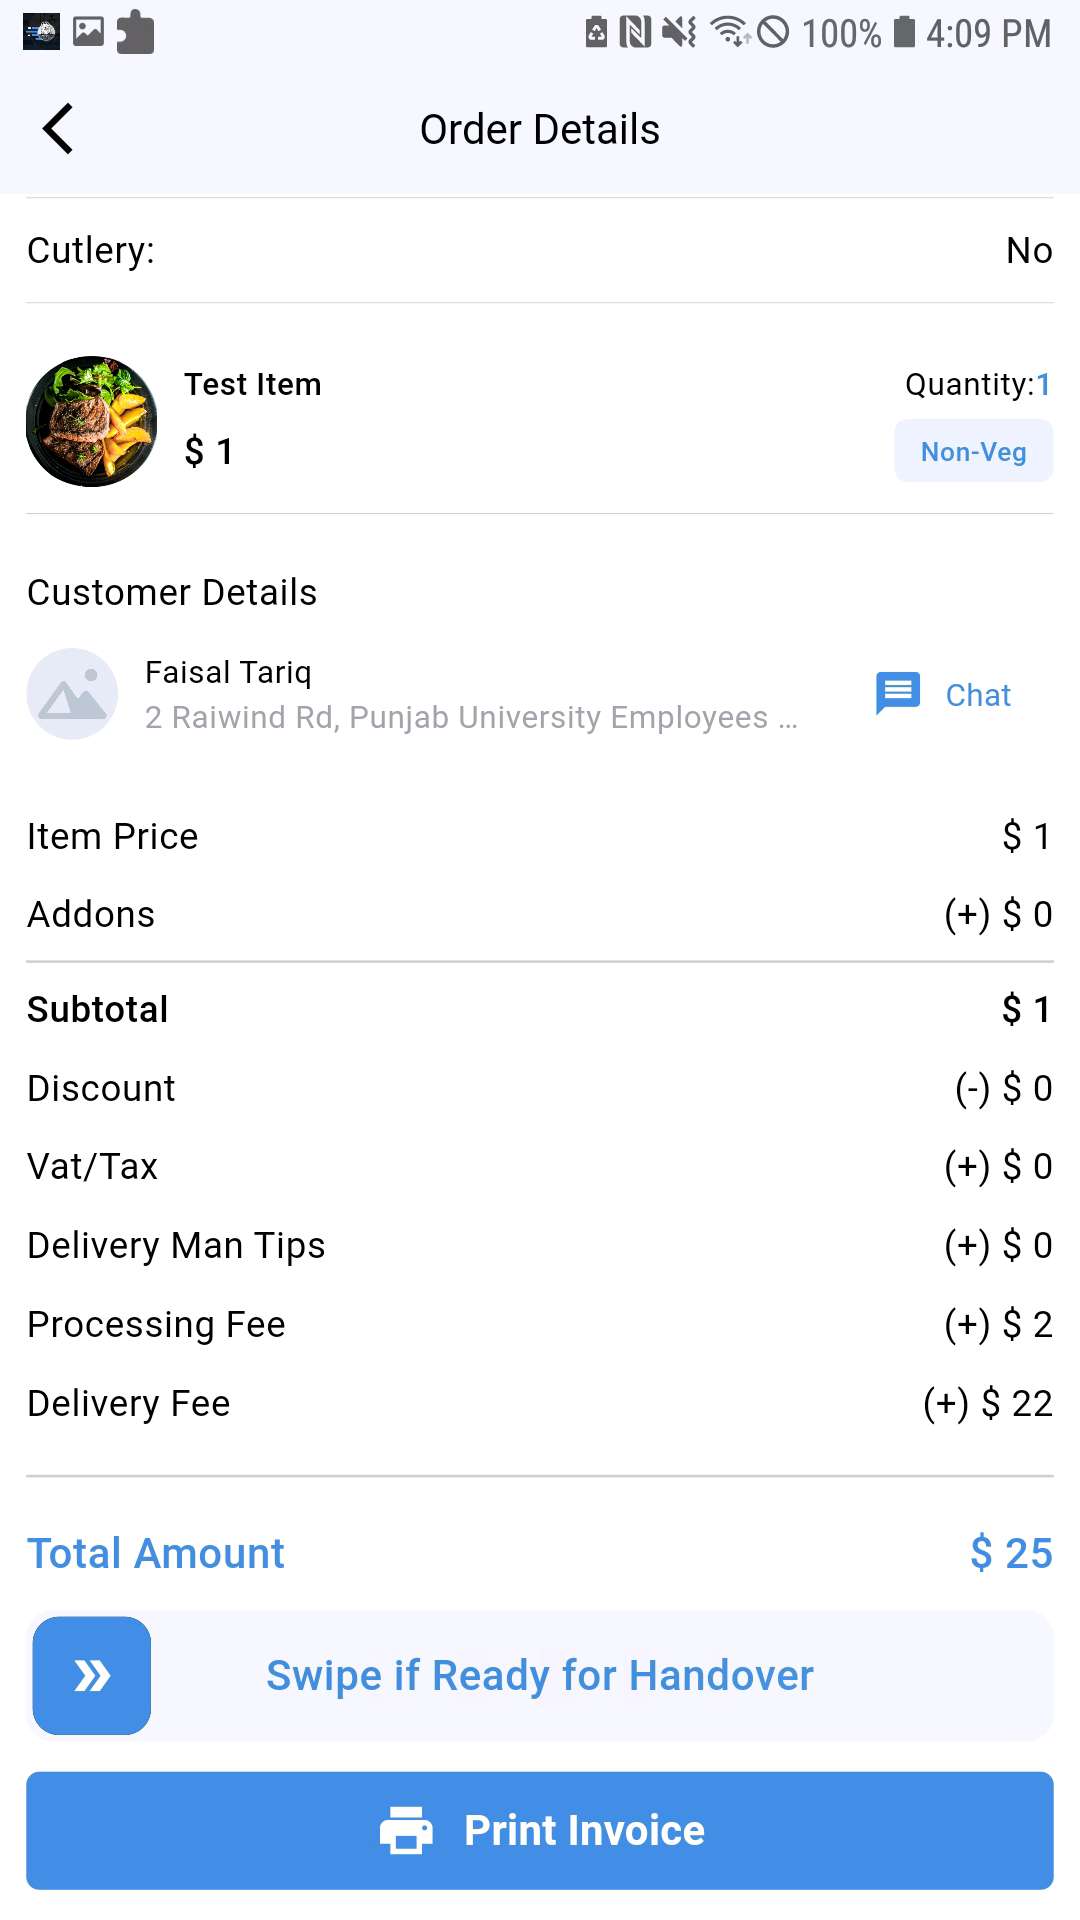 100% 4:09 PM
Order Details
Cutlery: No
Test Item Quantity:1
$ 1 Non-Veg
Customer Details
Faisal Tariq
2 Raiwind Rd, Punjab University Employees ...
Chat
Item Price $ 1
Addons (+) $ 0
Subtotal $ 1
Discount (-) $ 0
Vat/Tax (+) $ 0
Delivery Man Tips (+) $ 0
Processing Fee (+) $ 2
Delivery Fee (+) $ 22
Total Amount $ 25
Swipe if Ready for Handover
Print Invoice